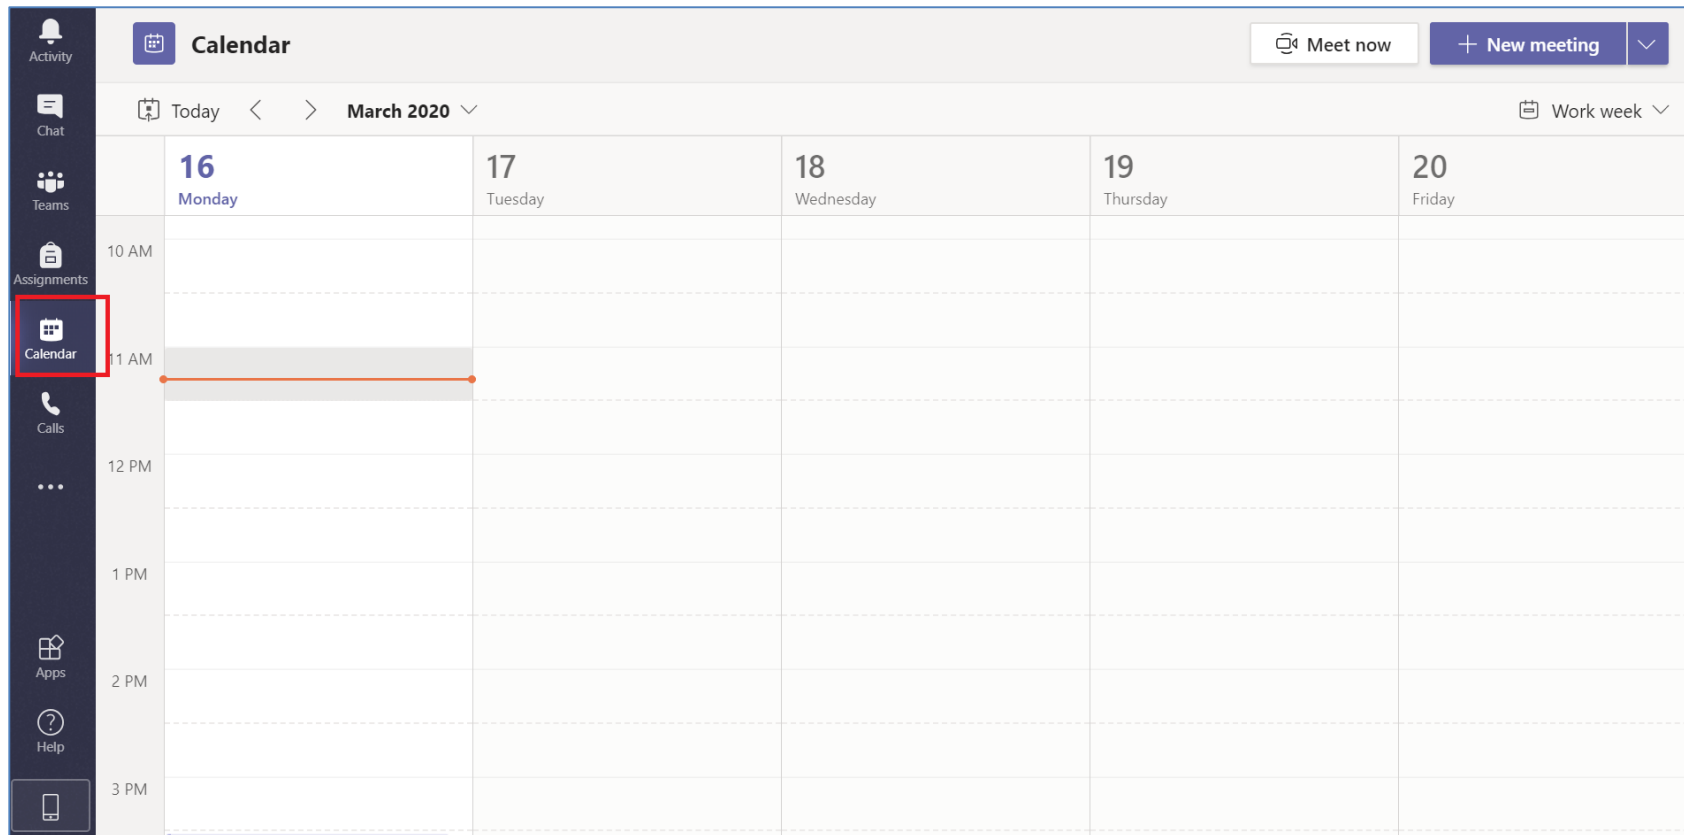 Activity
Chat
Teams
Assignments
Calendar
Calls
Apps
Help
Calendar
Meet now
New meeting
Today
March 2020
Work week
16
Monday
17
Tuesday
18
Wednesday
19
Thursday
20
Friday
10 AM
11 AM
12 PM
1 PM
2 PM
3 PM